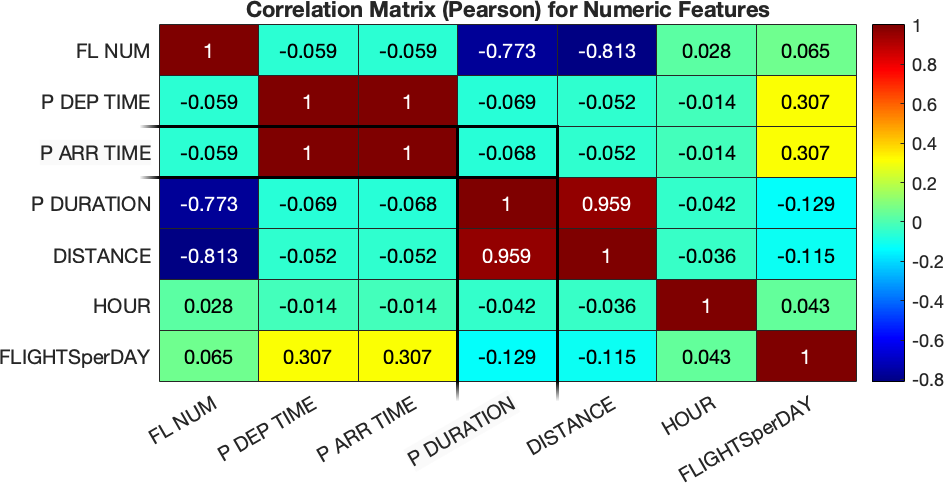 Correlation Matrix (Pearson) for Numeric Features
FL NUM 1 -0.059 -0.059 -0.773 -0.813 0.028 0.065
P DEP TIME -0.059 1 1 -0.069 -0.052 -0.014 0.307
P ARR TIME -0.059 1 1 -0.068 -0.052 -0.014 0.307
P DURATION -0.773 -0.069 -0.068 1 0.959 -0.042 -0.129
DISTANCE -0.813 -0.052 -0.052 0.959 1 -0.036 -0.115
HOUR 0.028 -0.014 -0.014 -0.042 -0.036 1 0.043
FLIGHTSperDAY 0.065 0.307 0.307 -0.129 -0.115 0.043 1
FL NUM P DEP TIME P ARR TIME P DURATION DISTANCE HOUR FLIGHTSperDAY
1
0.8
0.6
0.4
0.2
0
-0.2
-0.4
-0.6
-0.8